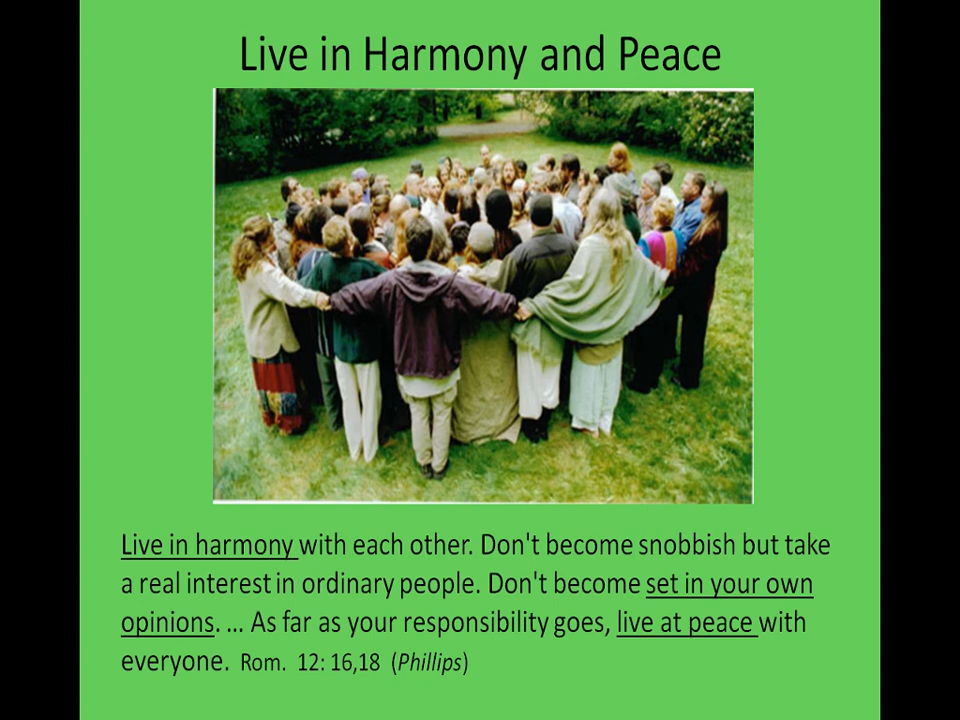 Live in Harmony and Peace
Live in harmony with each other. Don't become snobbish but take
a real interest in ordinary people. Don't become set in your own
opinions. ... As far as your responsibility goes, live at peace with
everyone. Rom. 12: 16,18 (Phillips)